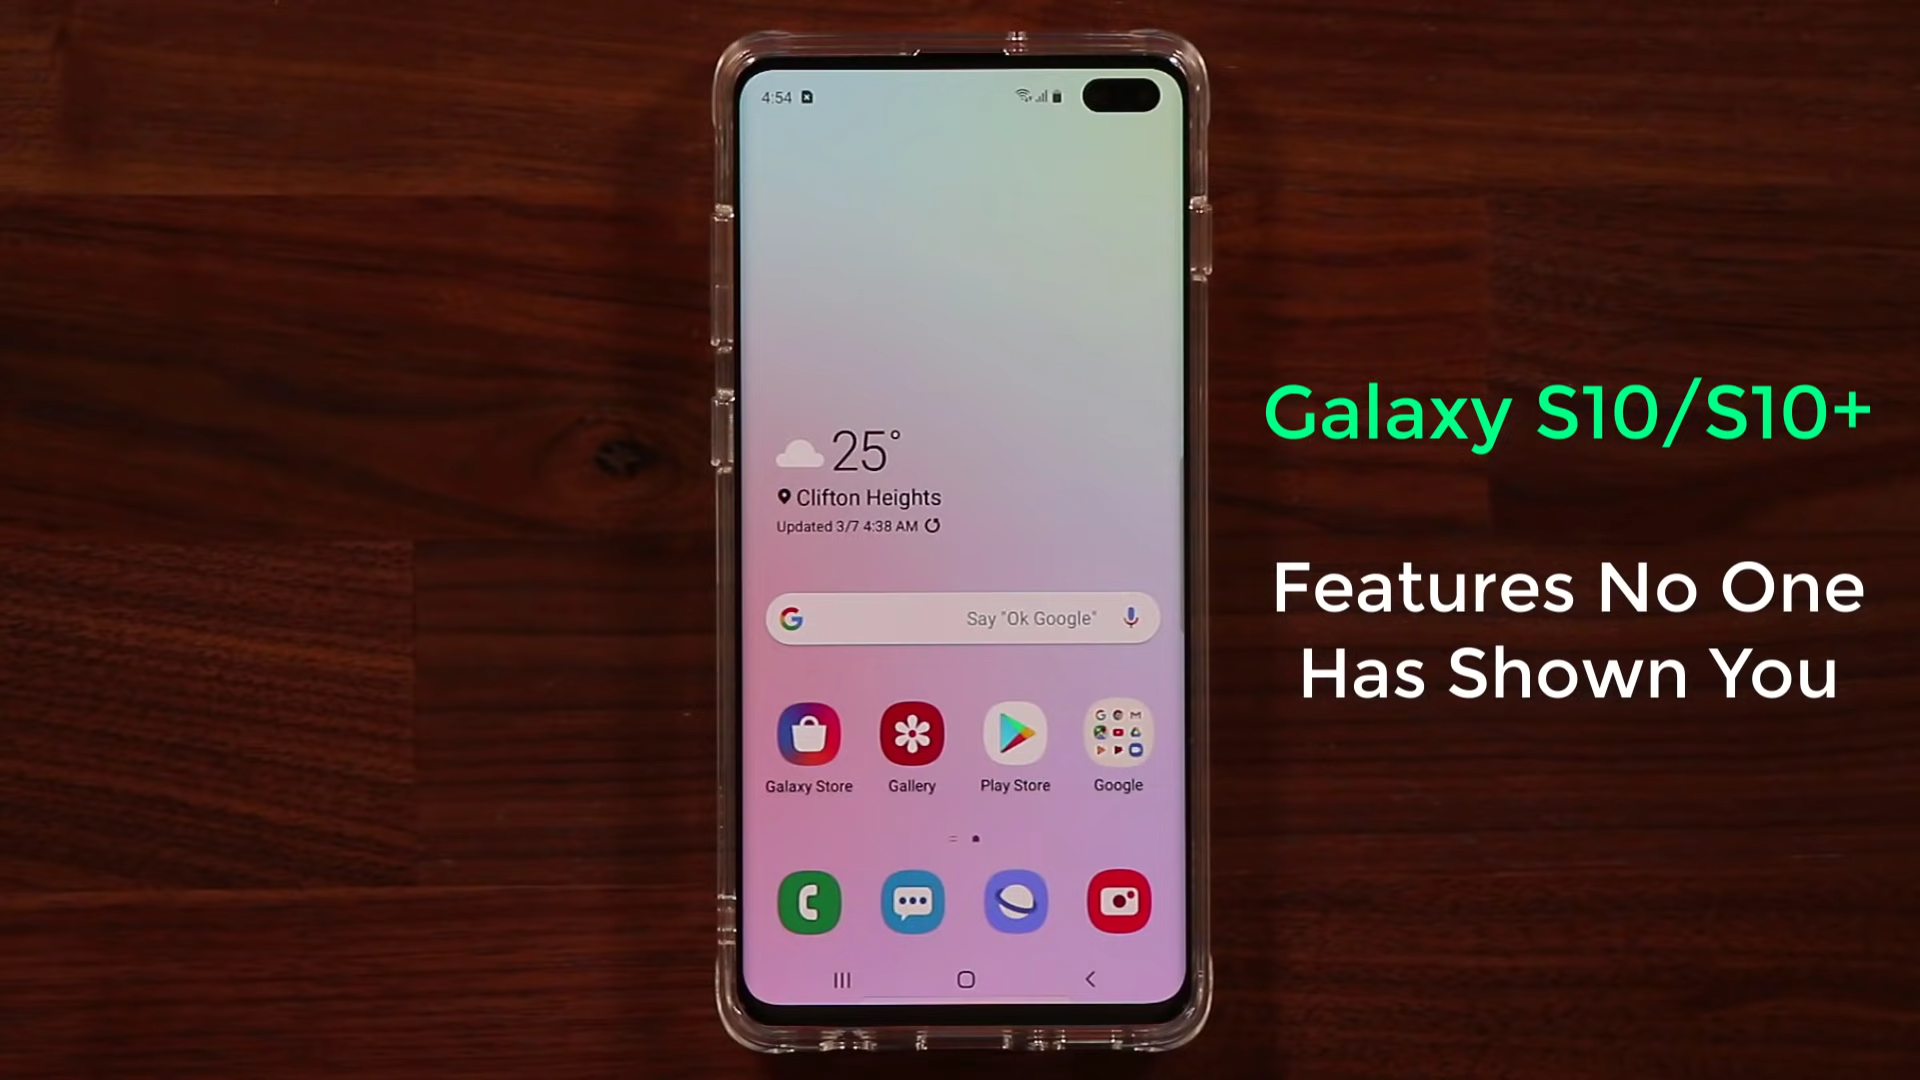 4:54
25°
Clifton Heights
Updated 3/7 4:38 AM
Say "Ok Google"
Galaxy Store
Gallery
Play Store
Google
Galaxy S10/S10+
Features No One
Has Shown You